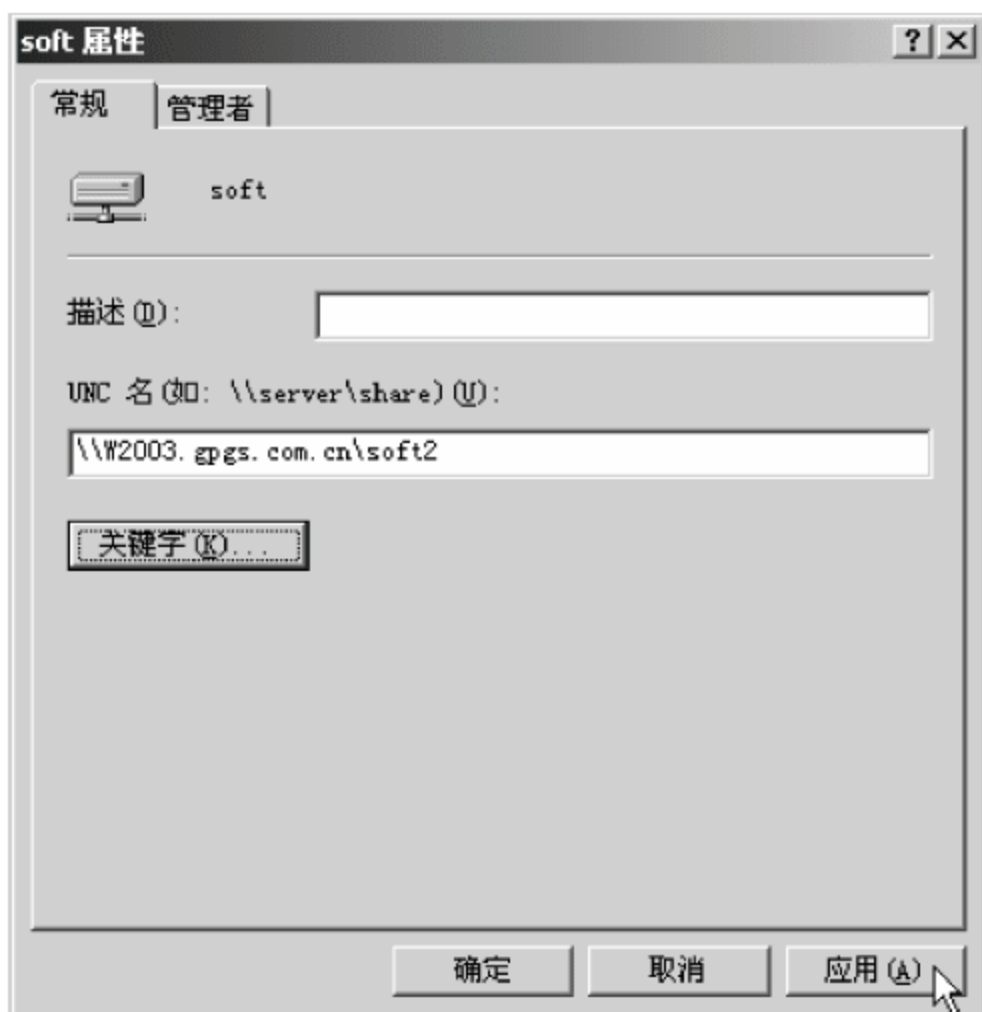 soft 属性
常规 管理者
soft
描述(D):
UNC 名(如: \\server\share)(U):
\\W2003.gpgs.com.cn\soft2
关键字(K)...
确定 取消 应用(A)